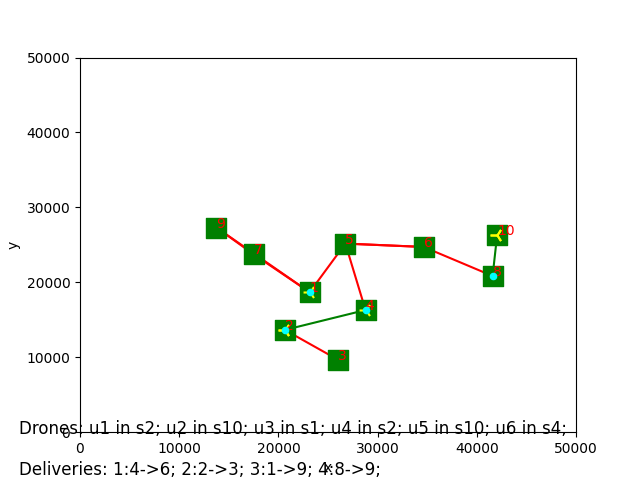 50000
40000
30000
20000
10000
0
y
10
Drones: u1 in s2; u2 in s10; u3 in s1; u4 in s2; u5 in s10; u6 in s4;
0 10000 20000 30000 40000 50000
x
Deliveries: 1:4->6; 2:2->3; 3:1->9; 4:8->9;